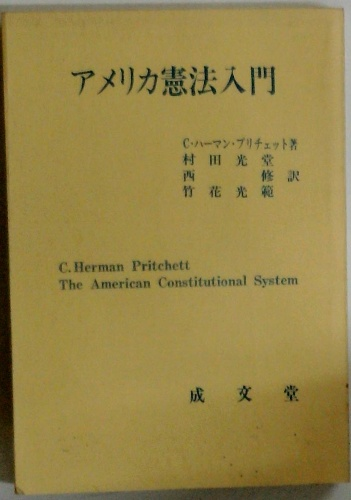 アメリカ憲法入門
C・ハーマン・プリチェット著
村田光堂
西 修 訳
竹花光範
C. Herman Pritchett
The American Constitutional System
成文堂